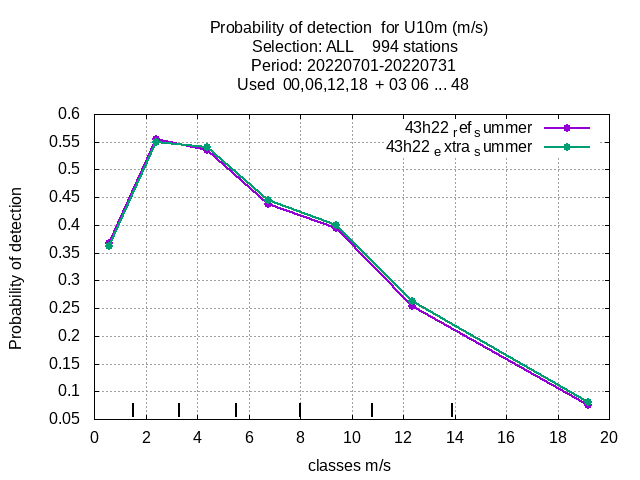 Probability of detection  for U10m (m/s)
Selection: ALL    994 stations
Period: 20220701-20220731
Used  00,06,12,18  + 03 06 ... 48
43h22 ref summer
43h22 extra summer
Probability of detection
0.6
0.55
0.5
0.45
0.4
0.35
0.3
0.25
0.2
0.15
0.1
0.05
0 2 4 6 8 10 12 14 16 18 20
classes m/s